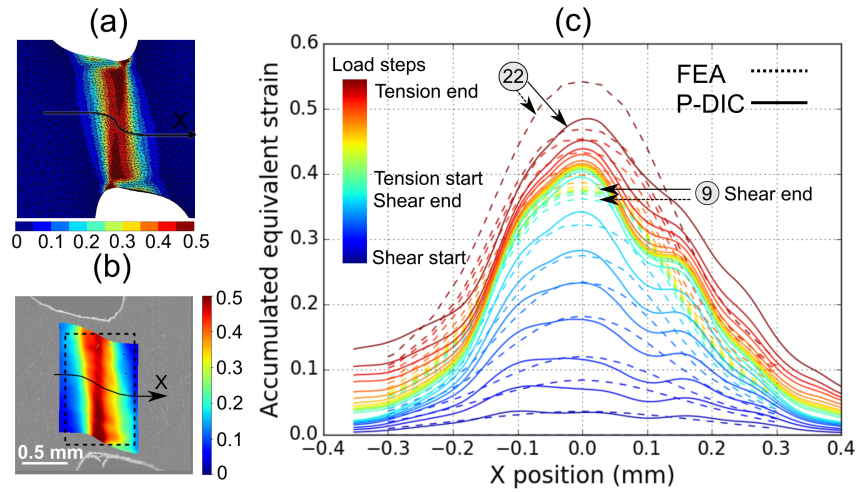 (a)
X
0 0.1 0.2 0.3 0.4 0.5
(b)
X
0.5 mm
0.5
0.4
0.3
0.2
0.1
0
(c)
Accumulated equivalent strain
0.6
0.5
0.4
0.3
0.2
0.1
0.0
Load steps
Tension end
Tension start
Shear end
Shear start
22
FEA
P-DIC
9 Shear end
−0.4 −0.3 −0.2 −0.1 0.0 0.1 0.2 0.3 0.4
X position (mm)